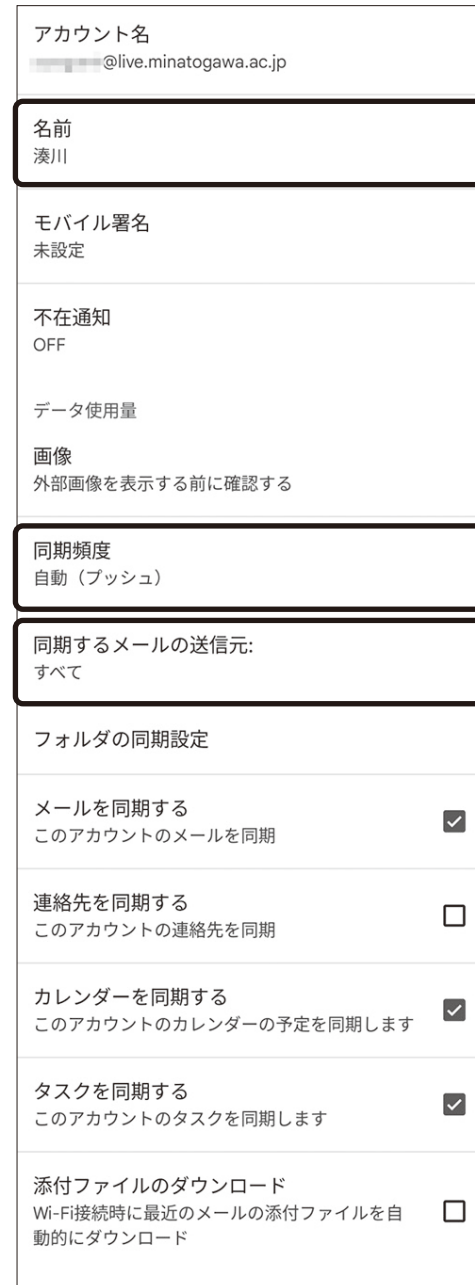 アカウント名
@live.minatogawa.ac.jp
名前
湊川
モバイル署名
未設定
不在通知
OFF
データ使用量
画像
外部画像を表示する前に確認する
同期頻度
自動（プッシュ）
同期するメールの送信元:
すべて
フォルダの同期設定
メールを同期する
このアカウントのメールを同期
連絡先を同期する
このアカウントの連絡先を同期
カレンダーを同期する
このアカウントのカレンダーの予定を同期します
タスクを同期する
このアカウントのタスクを同期します
添付ファイルのダウンロード
Wi-Fi接続時に最近のメールの添付ファイルを自
動的にダウンロード